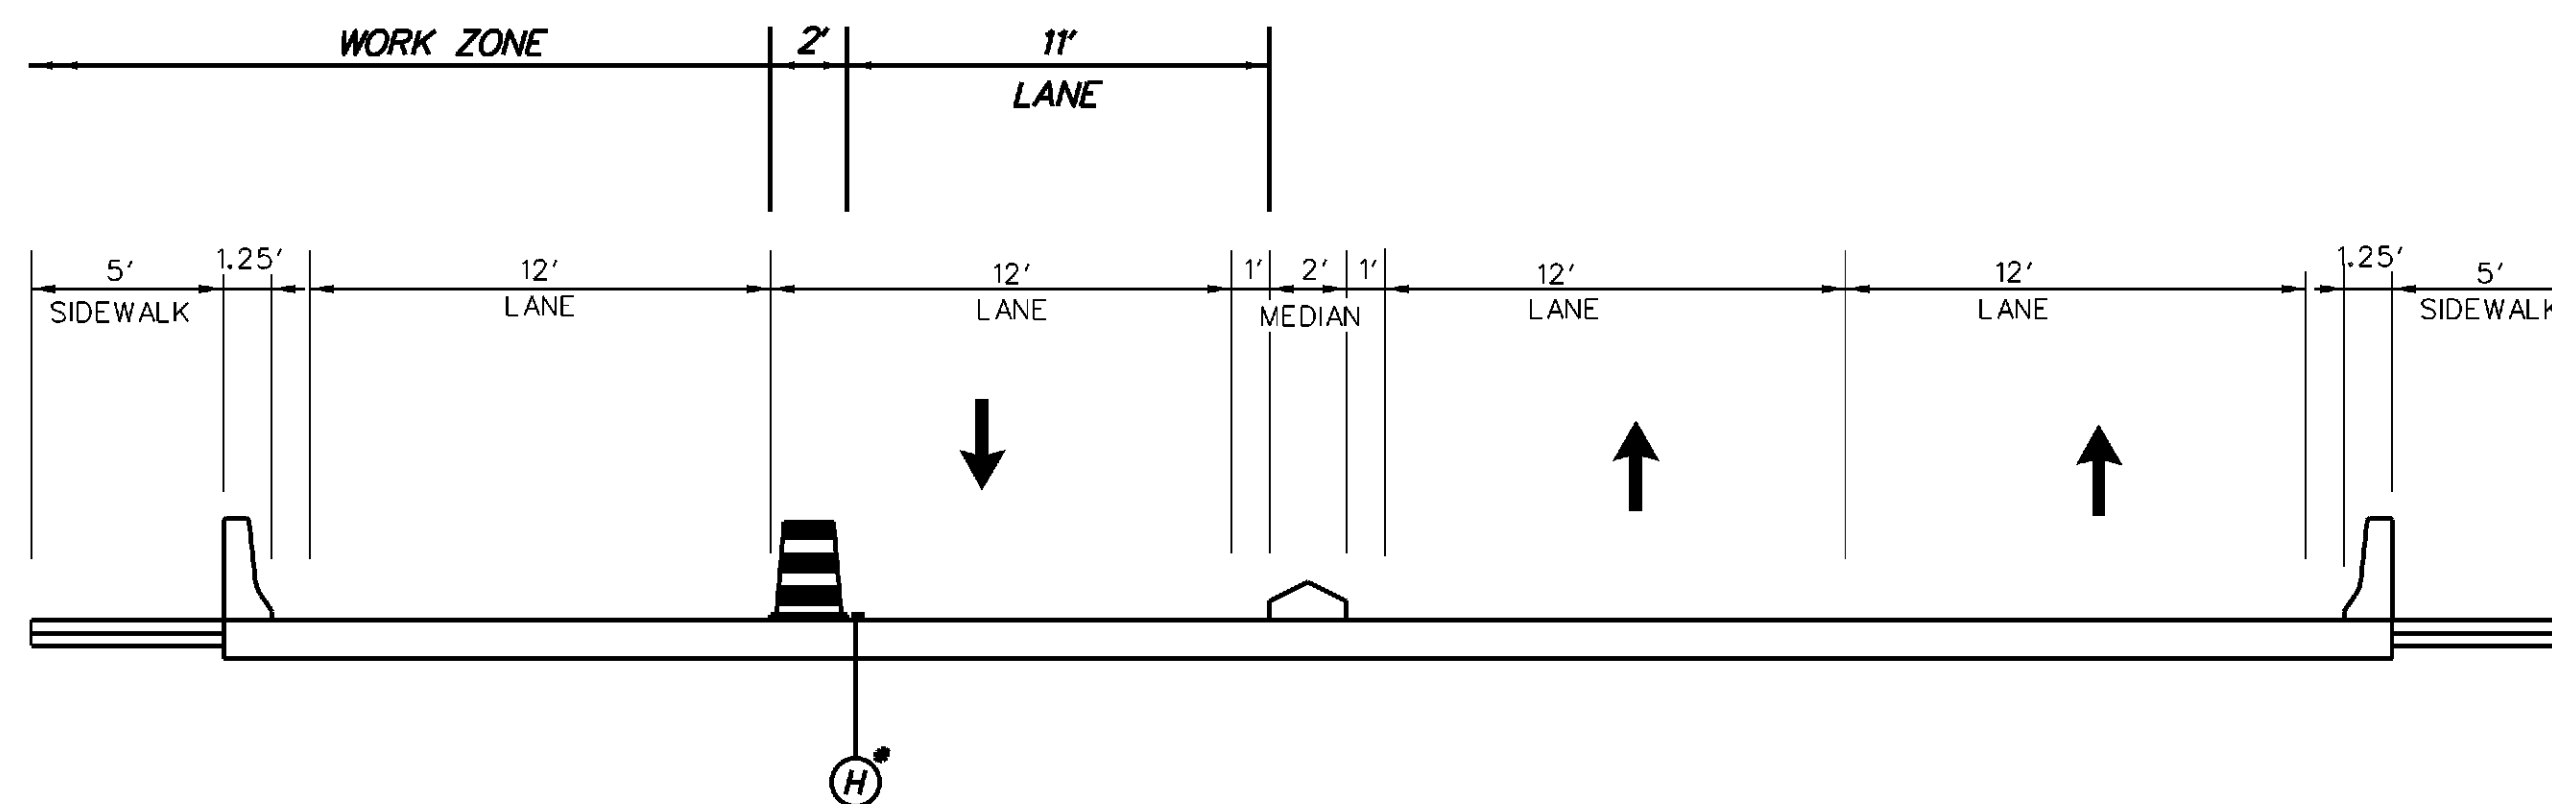 WORK ZONE 2' 11'
LANE
5' 1.25' 12' 12' 1' 2' 1' 12' 12' 1.25' 5'
SIDEWALK LANE LANE MEDIAN LANE LANE SIDEWALK
H*